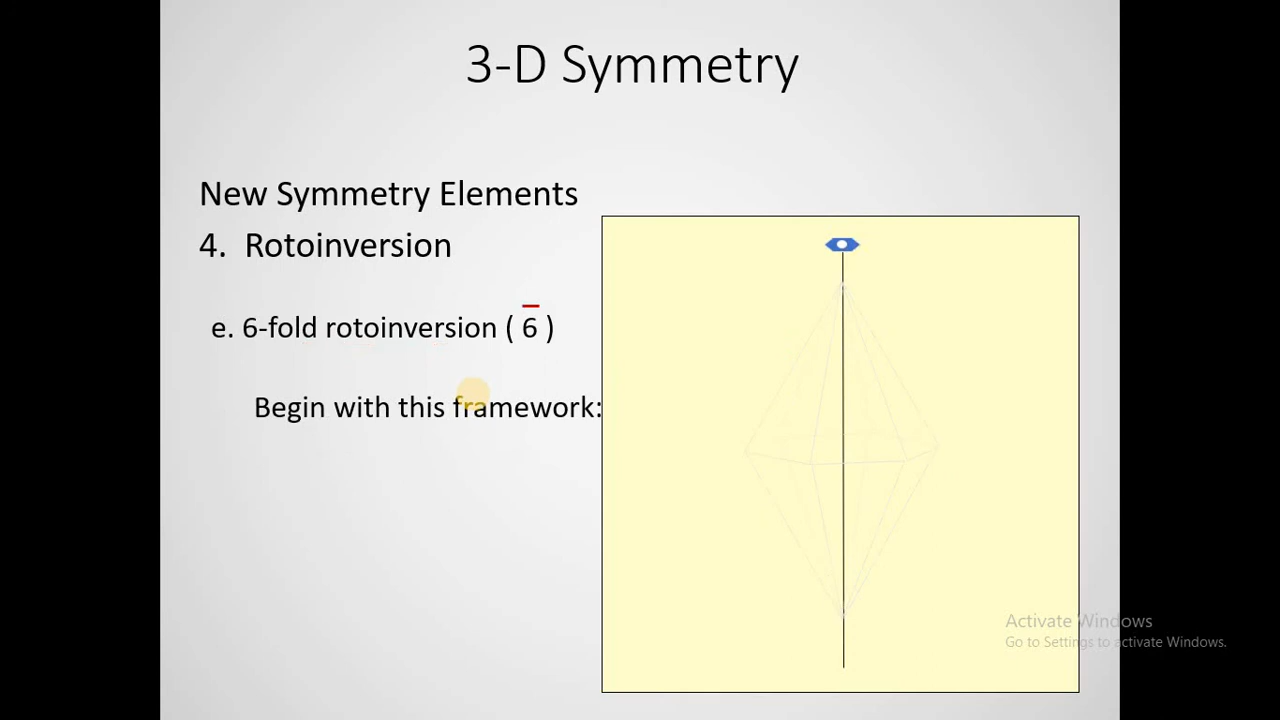 3-D Symmetry
New Symmetry Elements
4. Rotoinversion
e. 6-fold rotoinversion ( 6̅ )
Begin with this framework:
Activate Windows
Go to Settings to activate Windows.